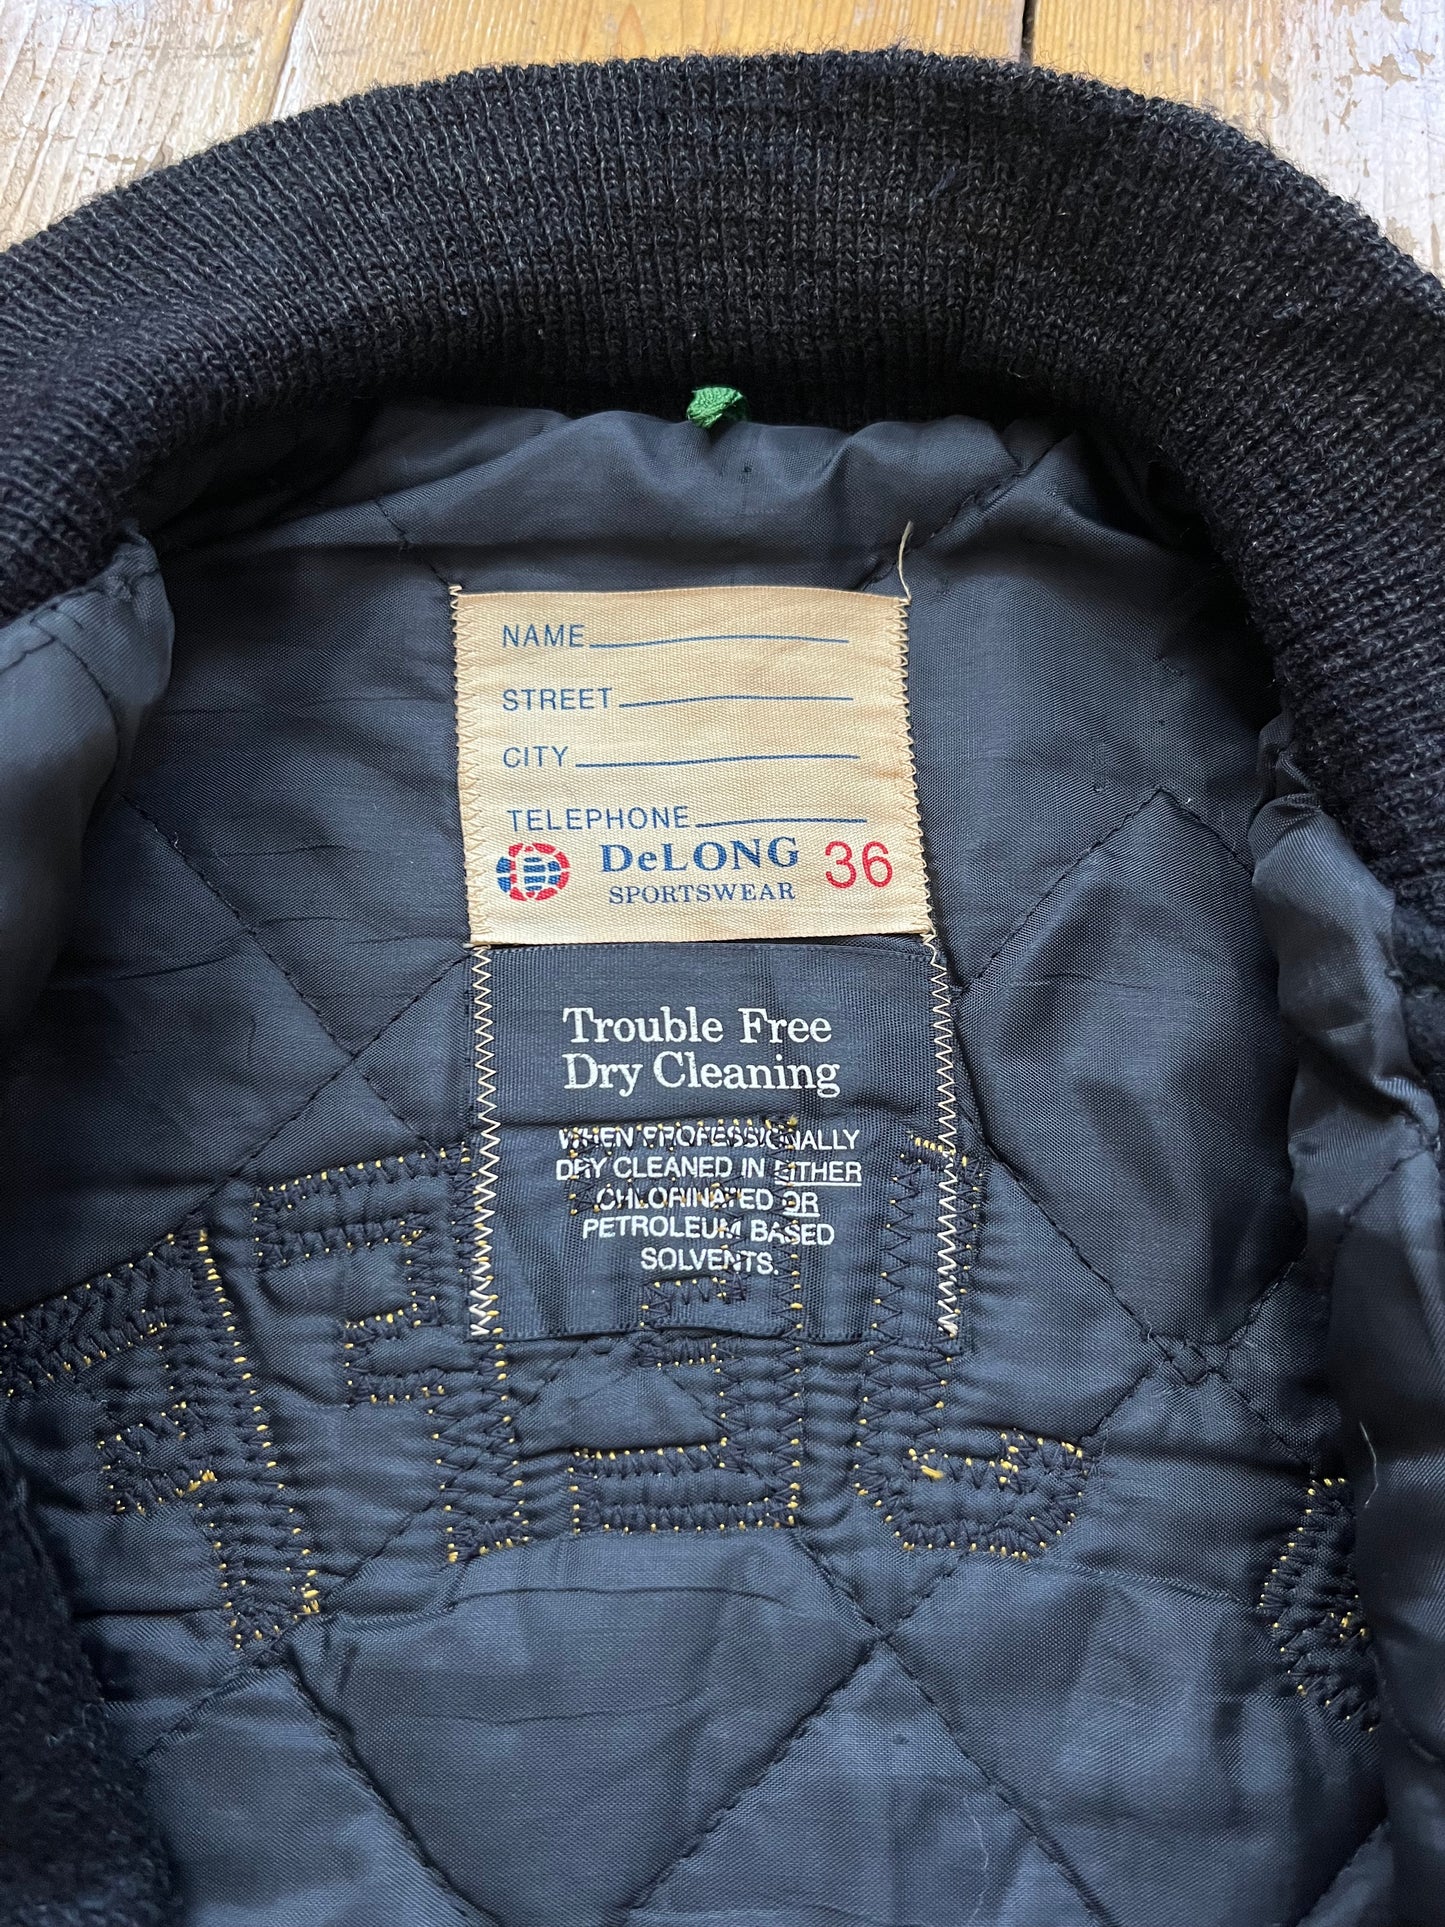 NAME
STREET
CITY
TELEPHONE
DeLONG 36
SPORTSWEAR
Trouble Free
Dry Cleaning
WHEN PROFESSIONALLY
DRY CLEANED IN EITHER
CHLORINATED OR
PETROLEUM BASED
SOLVENTS.